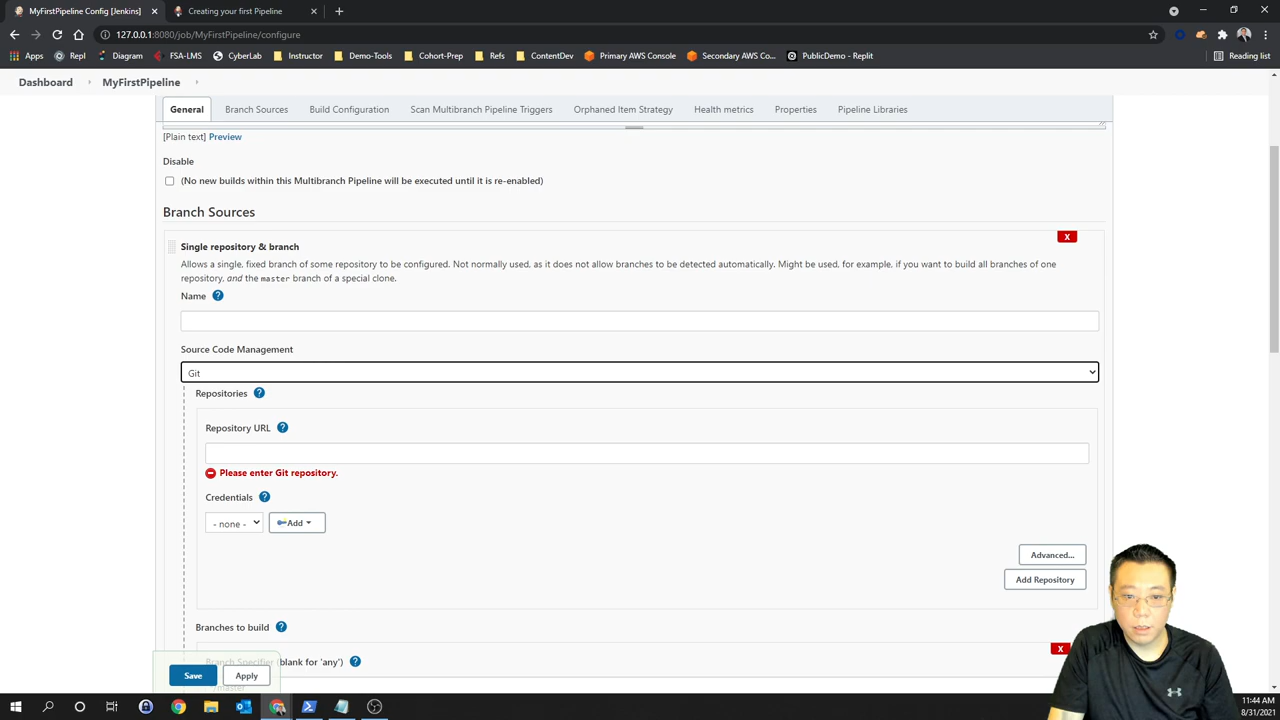 MyFirstPipeline Config [Jenkins]
Creating your first Pipeline
127.0.0.1:8080/job/MyFirstPipeline/configure
Apps
Repl
Diagram
FSA-LMS
CyberLab
Instructor
Demo-Tools
Cohort-Prep
Refs
ContentDev
Primary AWS Console
Secondary AWS Co...
PublicDemo - Replit
Reading list
Dashboard
MyFirstPipeline
General
Branch Sources
Build Configuration
Scan Multibranch Pipeline Triggers
Orphaned Item Strategy
Health metrics
Properties
Pipeline Libraries
[Plain text] Preview
Disable
(No new builds within this Multibranch Pipeline will be executed until it is re-enabled)
Branch Sources
X
Single repository & branch
Allows a single, fixed branch of some repository to be configured. Not normally used, as it does not allow branches to be detected automatically. Might be used, for example, if you want to build all branches of one
repository, and the master branch of a special clone.
Name
Source Code Management
Git
Repositories
Repository URL
Please enter Git repository.
Credentials
- none -
Add
Advanced...
Add Repository
Branches to build
X
Branch Specifier (blank for 'any')
Save
Apply
/master
11:44 AM
8/31/2021